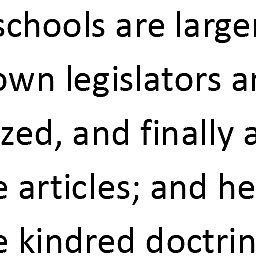 schools are larger
own legislators ar
zed, and finally a
e articles; and he
e kindred doctrin